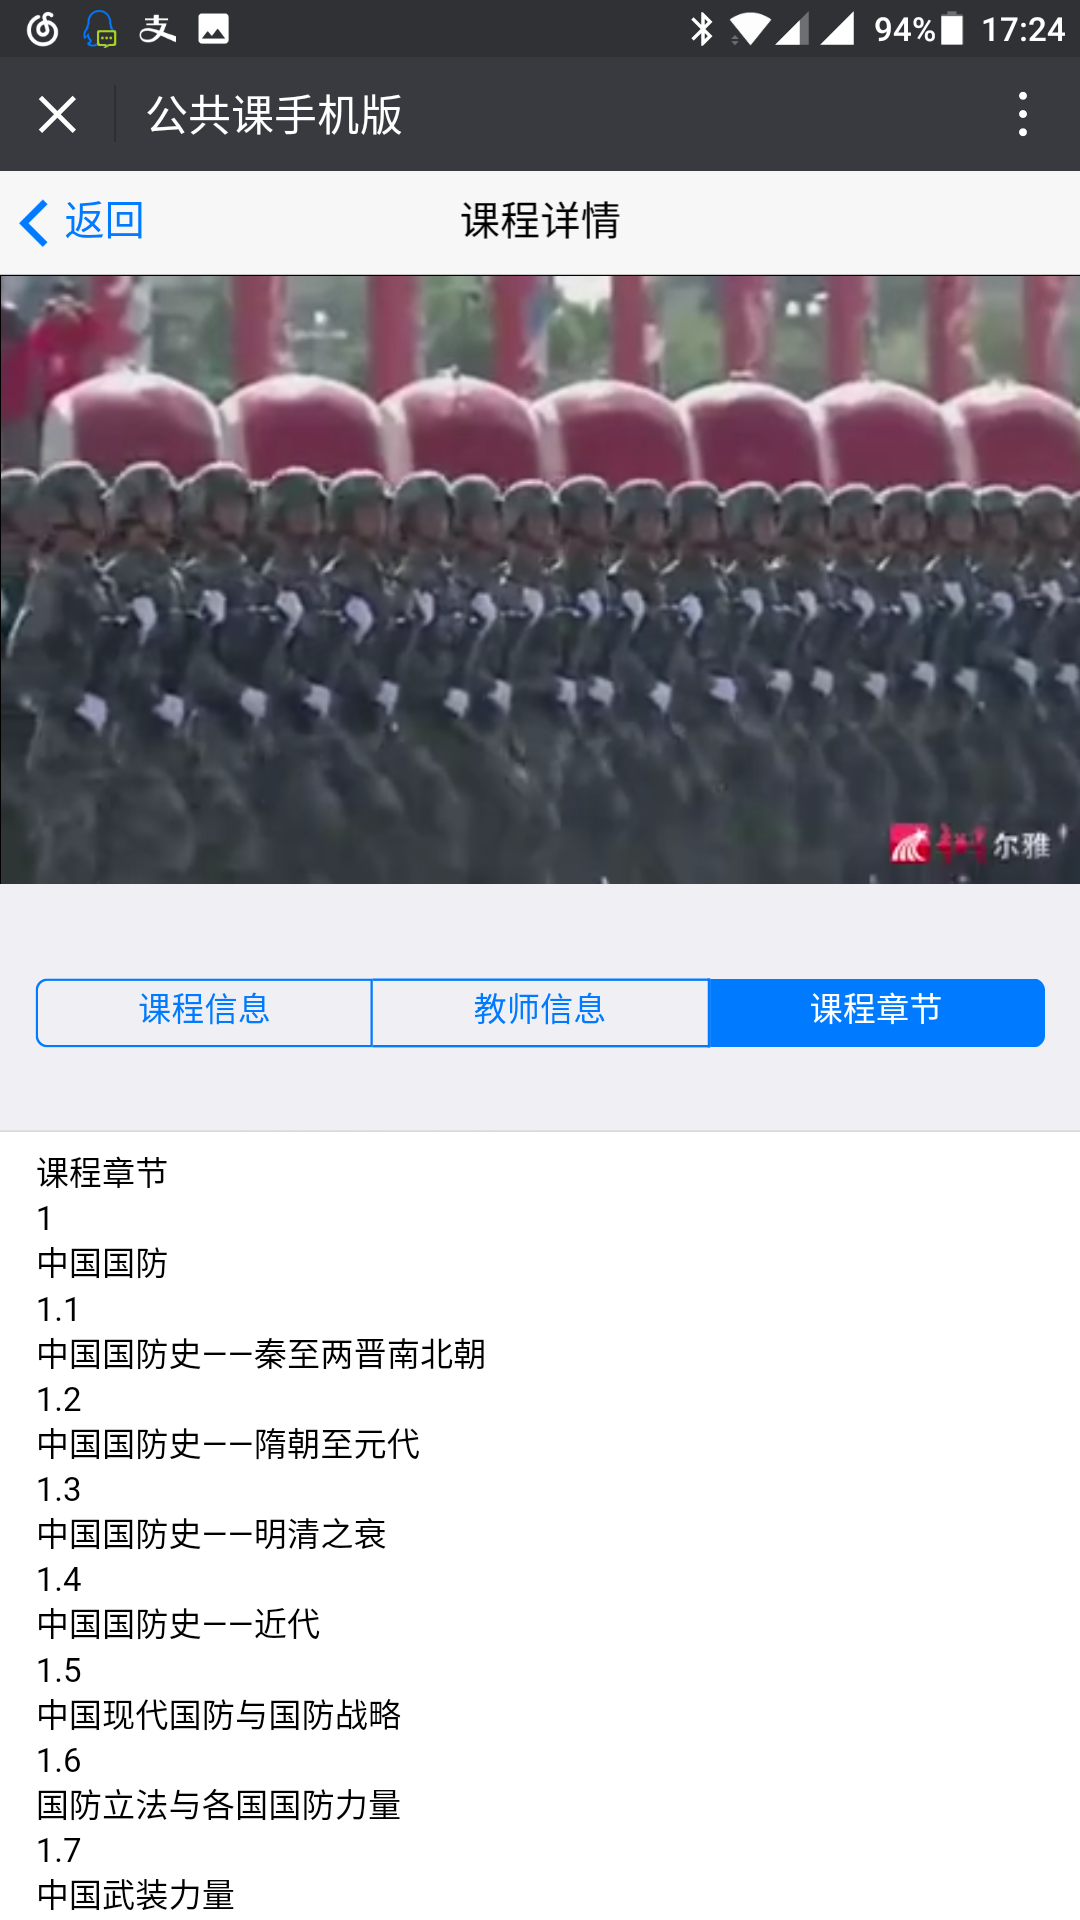 94% 17:24
公共课手机版
返回 课程详情
尔雅
课程信息 教师信息 课程章节
课程章节
1
中国国防
1.1
中国国防史——秦至两晋南北朝
1.2
中国国防史——隋朝至元代
1.3
中国国防史——明清之衰
1.4
中国国防史——近代
1.5
中国现代国防与国防战略
1.6
国防立法与各国国防力量
1.7
中国武装力量